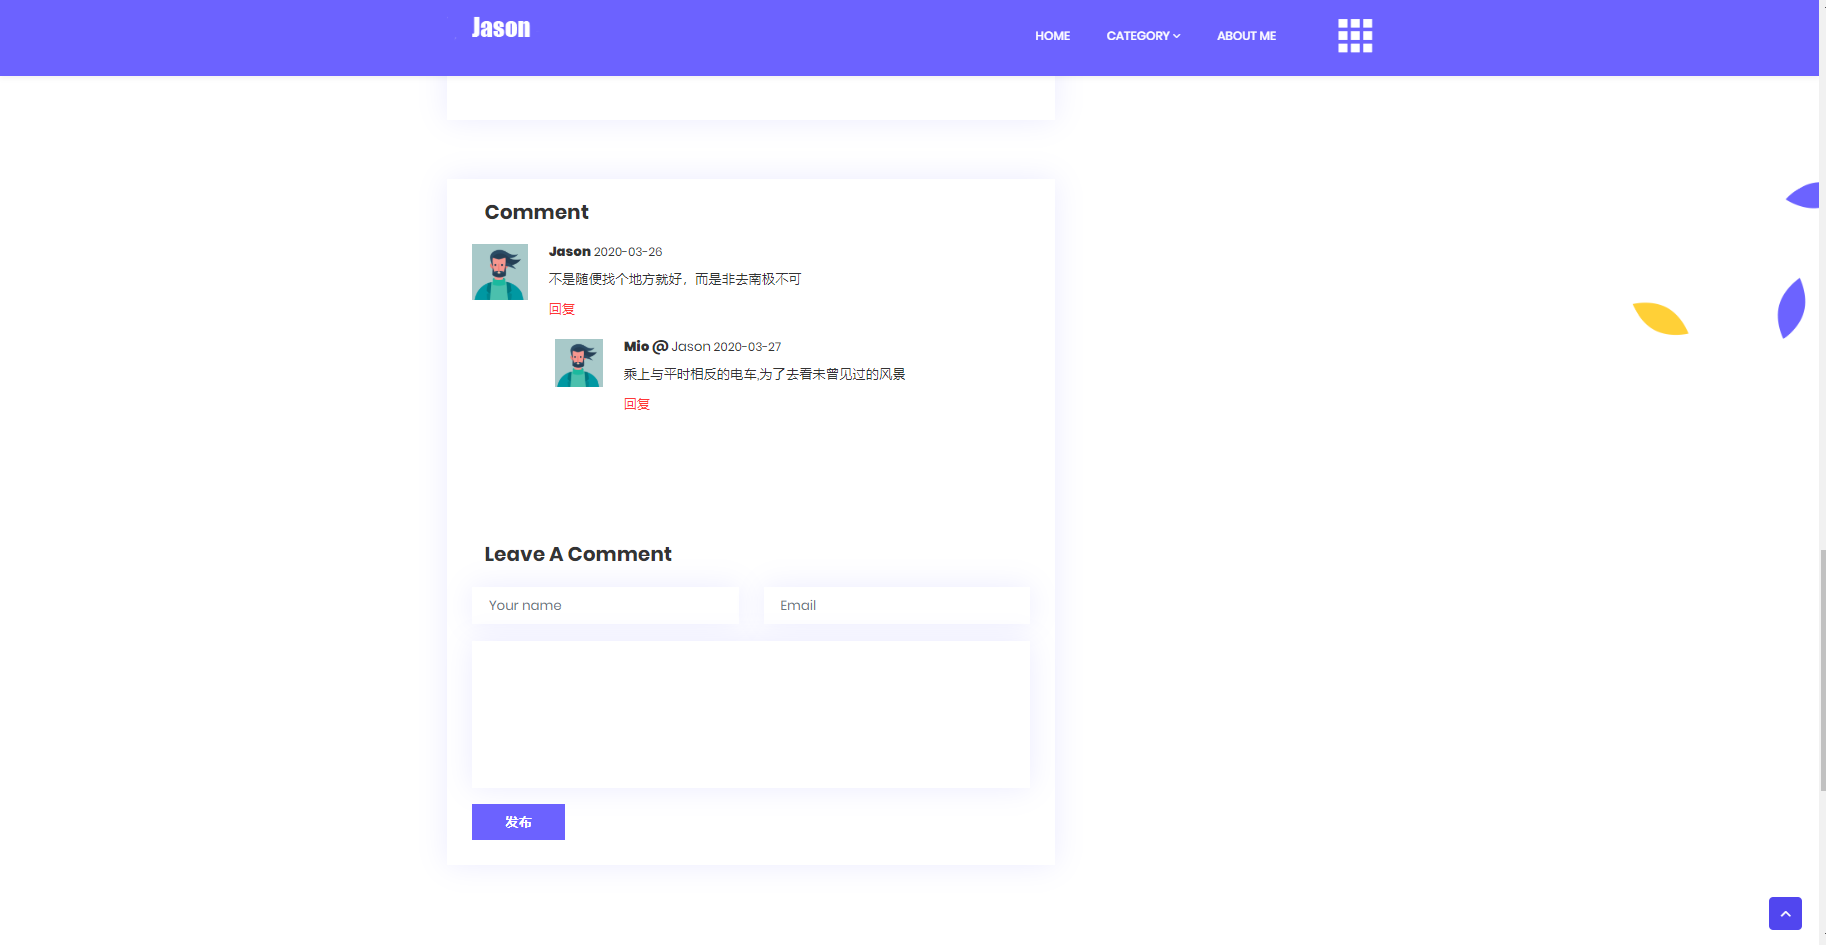 Jason
HOME CATEGORY ABOUT ME
Comment
Jason 2020-03-26
不是随便找个地方就好，而是非去南极不可
回复
Mio @ Jason 2020-03-27
乘上与平时相反的电车,为了去看未曾见过的风景
回复
Leave A Comment
Your name Email
发布